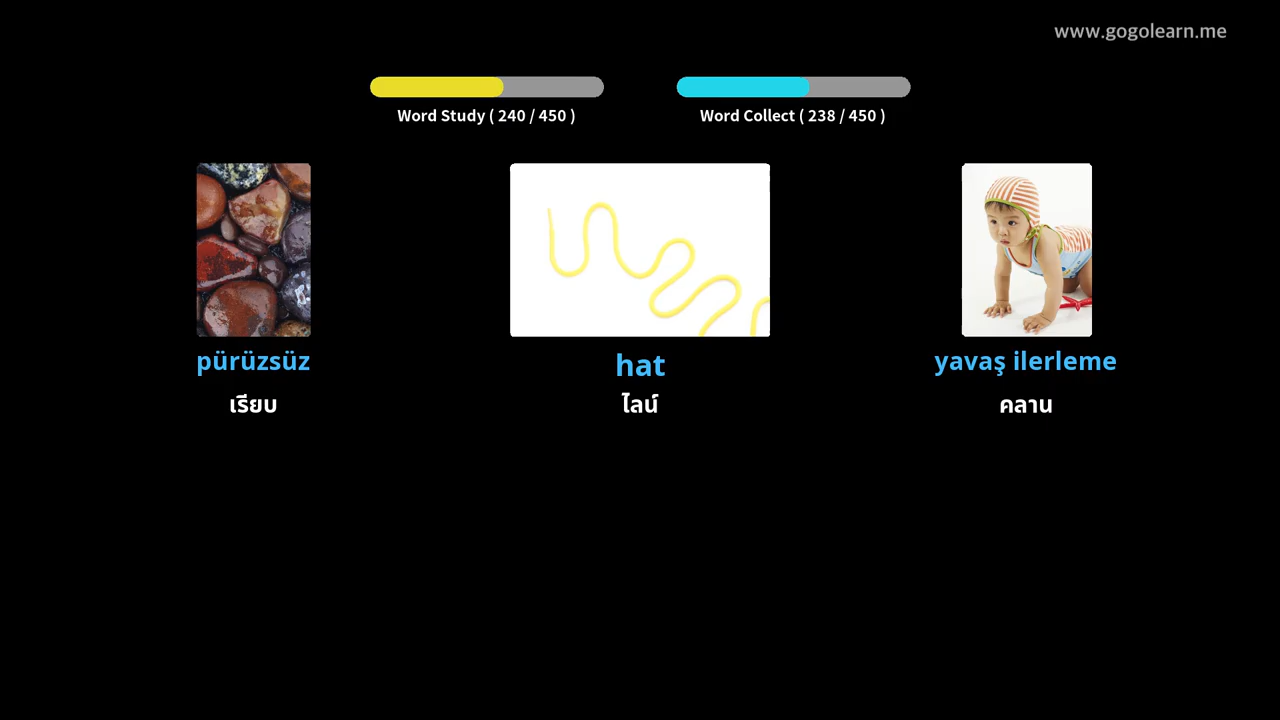 www.gogolearn.me
Word Study ( 240 / 450 )
Word Collect ( 238 / 450 )
pürüzsüz
เรียบ
hat
ไลน์
yavaş ilerleme
คลาน